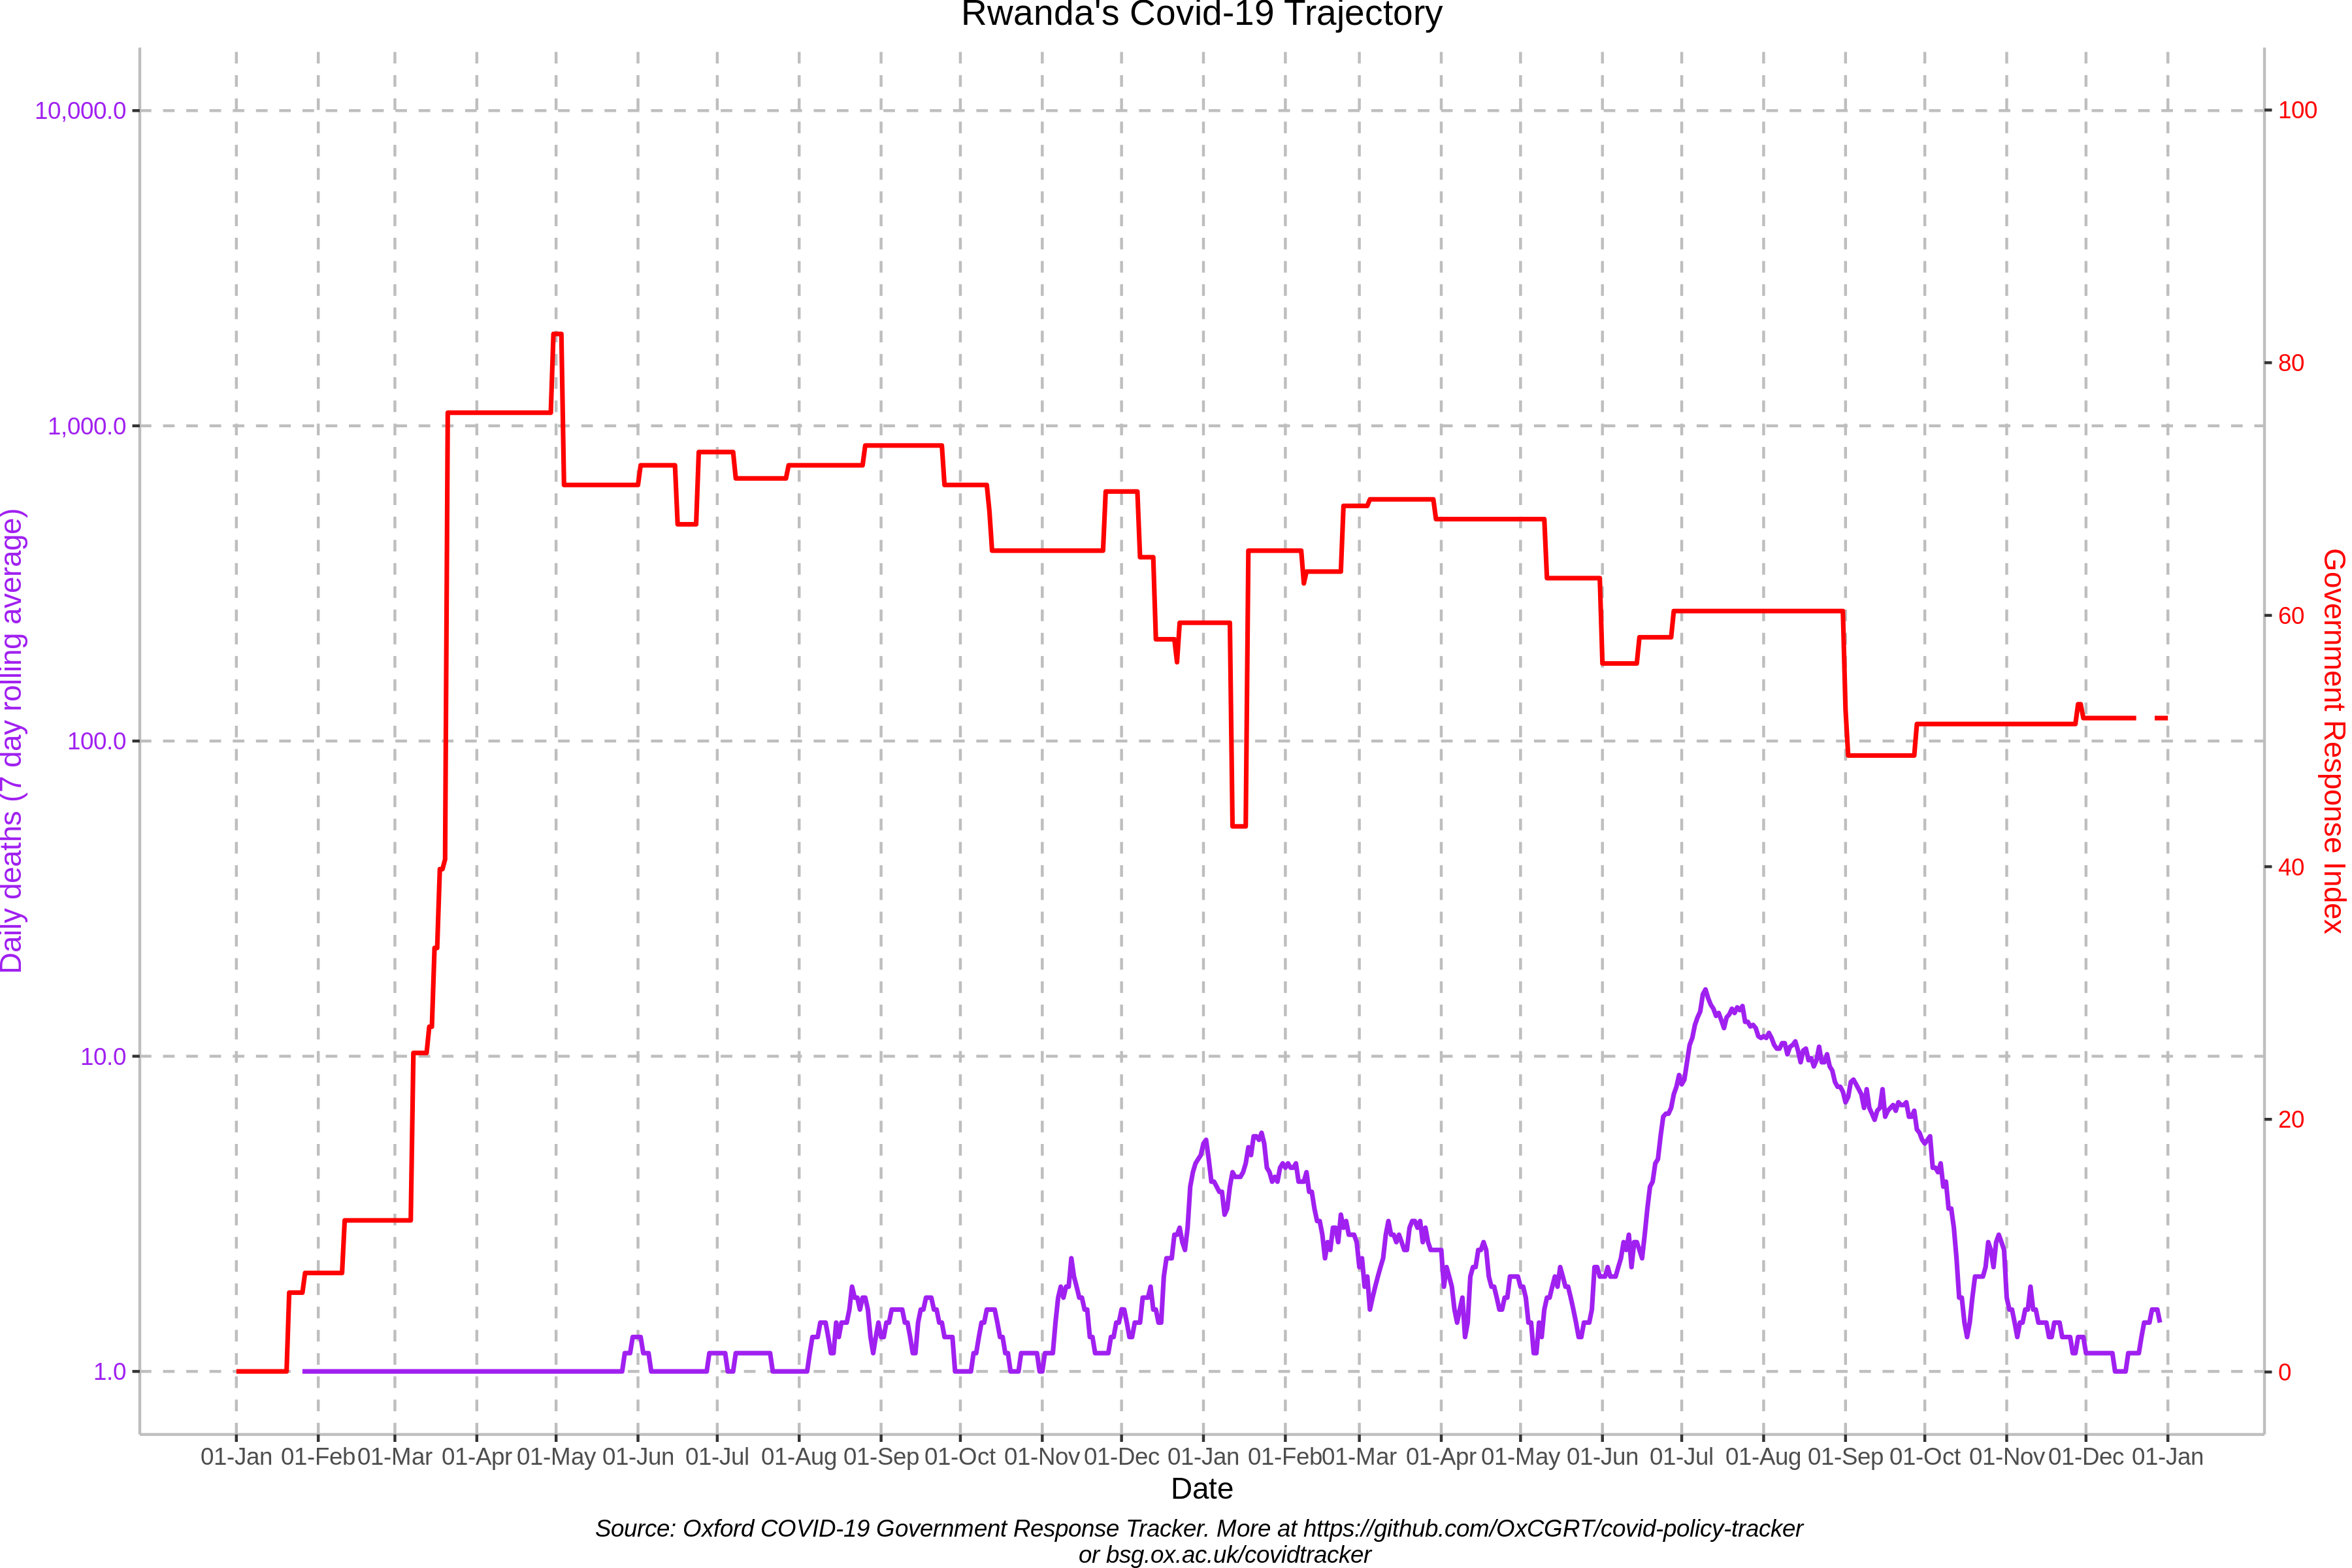 Rwanda's Covid-19 Trajectory
10,000.0
1,000.0
100.0
10.0
1.0
Daily deaths (7 day rolling average)
100
80
60
40
20
0
Government Response Index
01-Jan 01-Feb 01-Mar 01-Apr 01-May 01-Jun 01-Jul 01-Aug 01-Sep 01-Oct 01-Nov 01-Dec 01-Jan 01-Feb 01-Mar 01-Apr 01-May 01-Jun 01-Jul 01-Aug 01-Sep 01-Oct 01-Nov 01-Dec 01-Jan
Date
Source: Oxford COVID-19 Government Response Tracker. More at https://github.com/OxCGRT/covid-policy-tracker
or bsg.ox.ac.uk/covidtracker